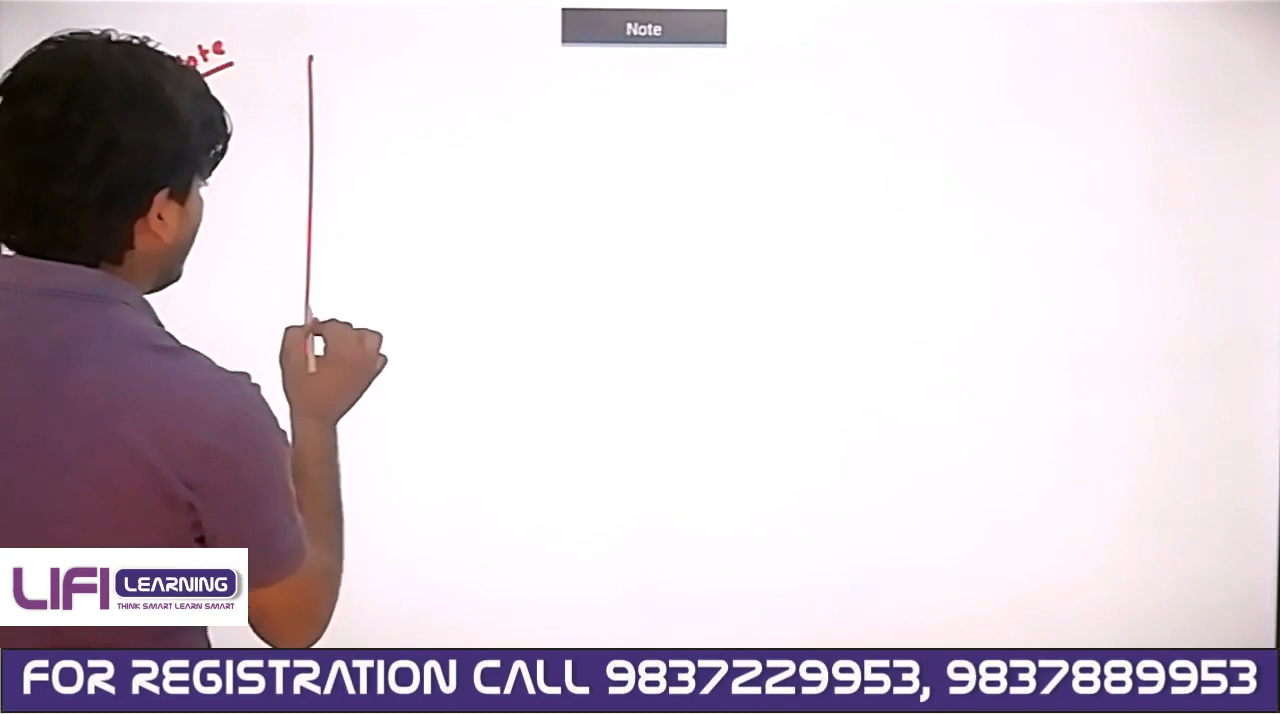 Note
LIFI LEARNING
THINK SMART LEARN SMART
FOR REGISTRATION CALL 9837229953, 9837889953